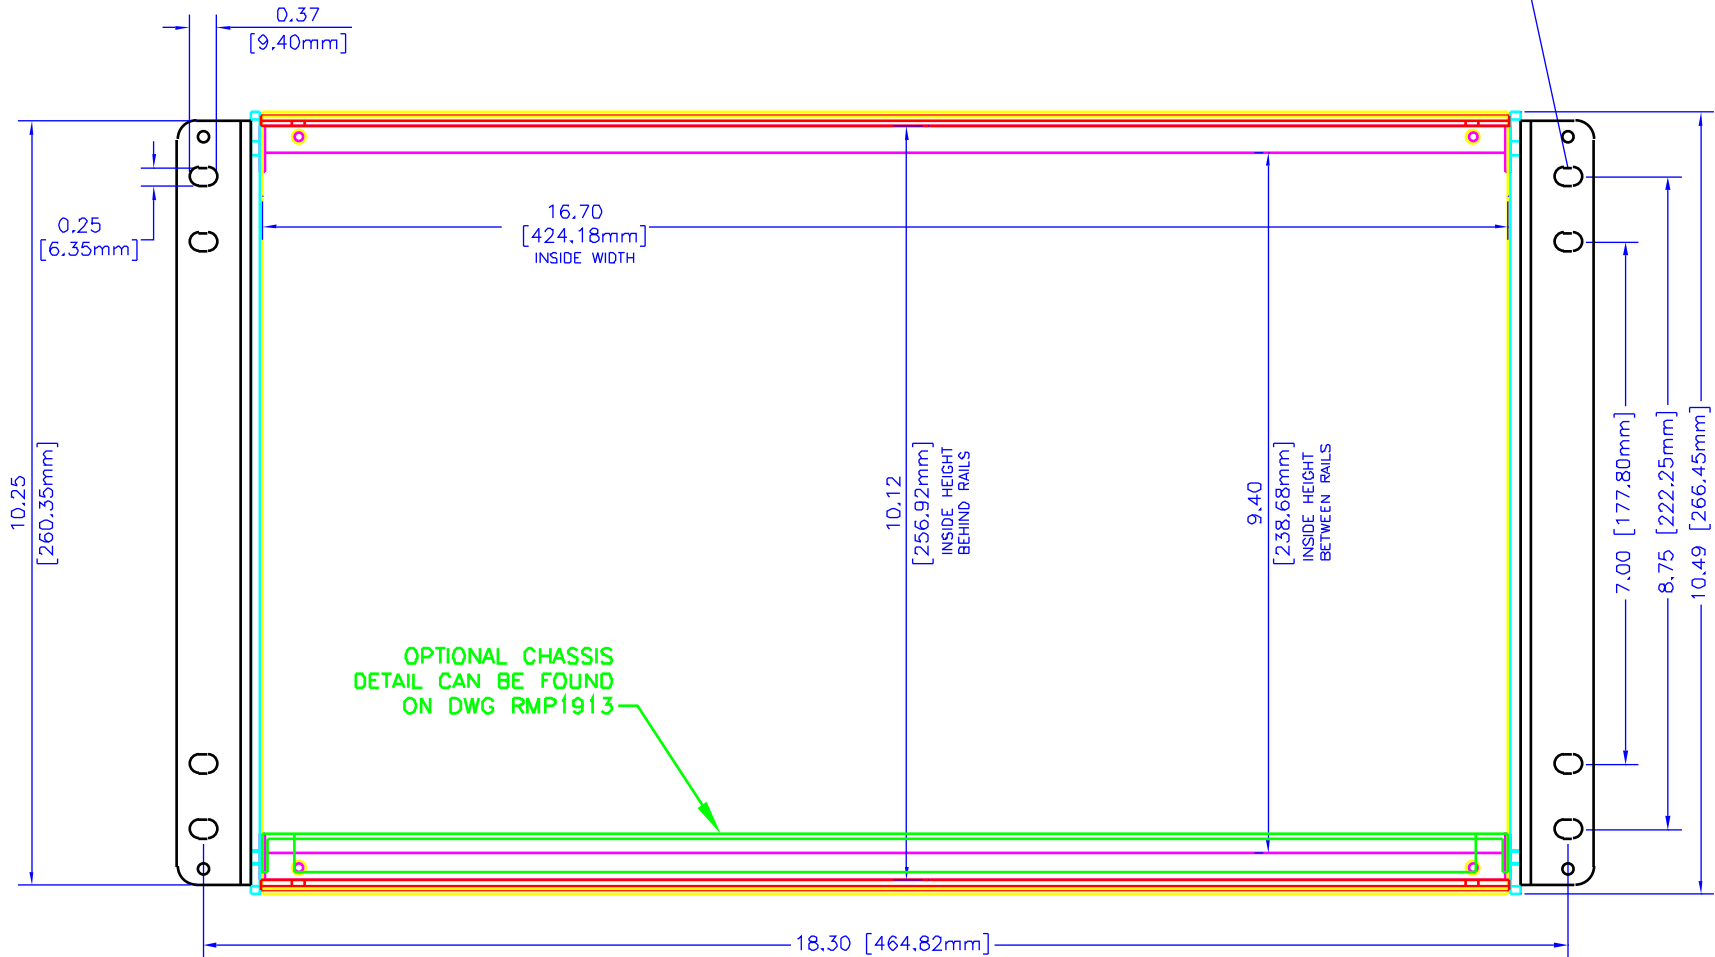 0.37
[9.40mm]
0.25
[6.35mm]
16.70
[424.18mm]
INSIDE WIDTH
10.25
[260.35mm]
10.12
[256.92mm]
INSIDE HEIGHT
BEHIND RAILS
9.40
[238.68mm]
INSIDE HEIGHT
BETWEEN RAILS
7.00 [177.80mm]
8.75 [222.25mm]
10.49 [266.45mm]
OPTIONAL CHASSIS
DETAIL CAN BE FOUND
ON DWG RMP1913
18.30 [464.82mm]